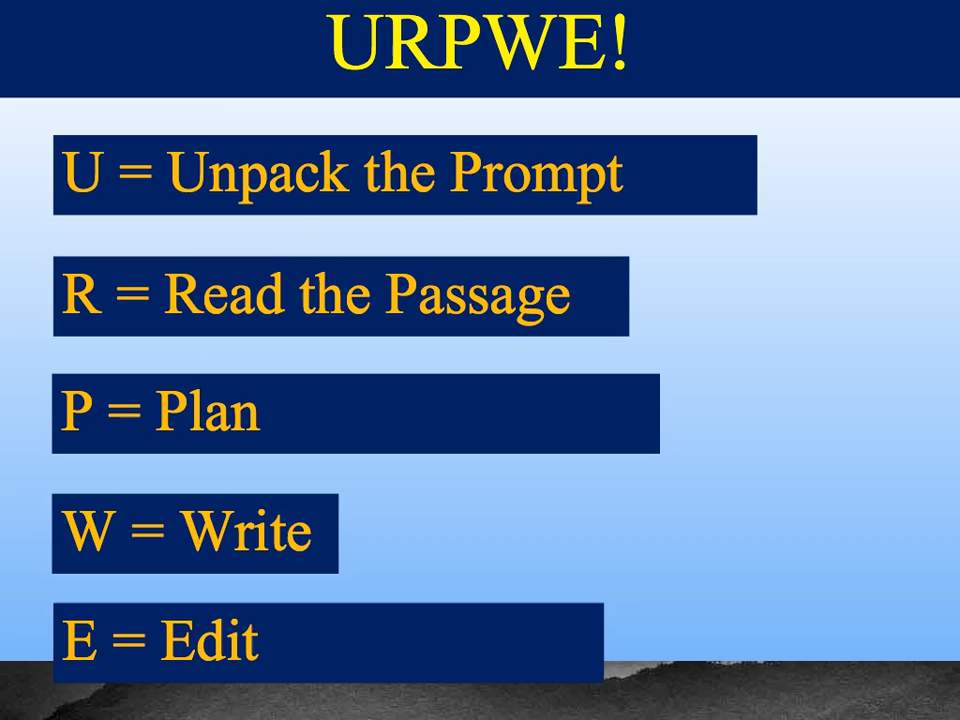 URPWE!
U = Unpack the Prompt
R = Read the Passage
P = Plan
W = Write
E = Edit